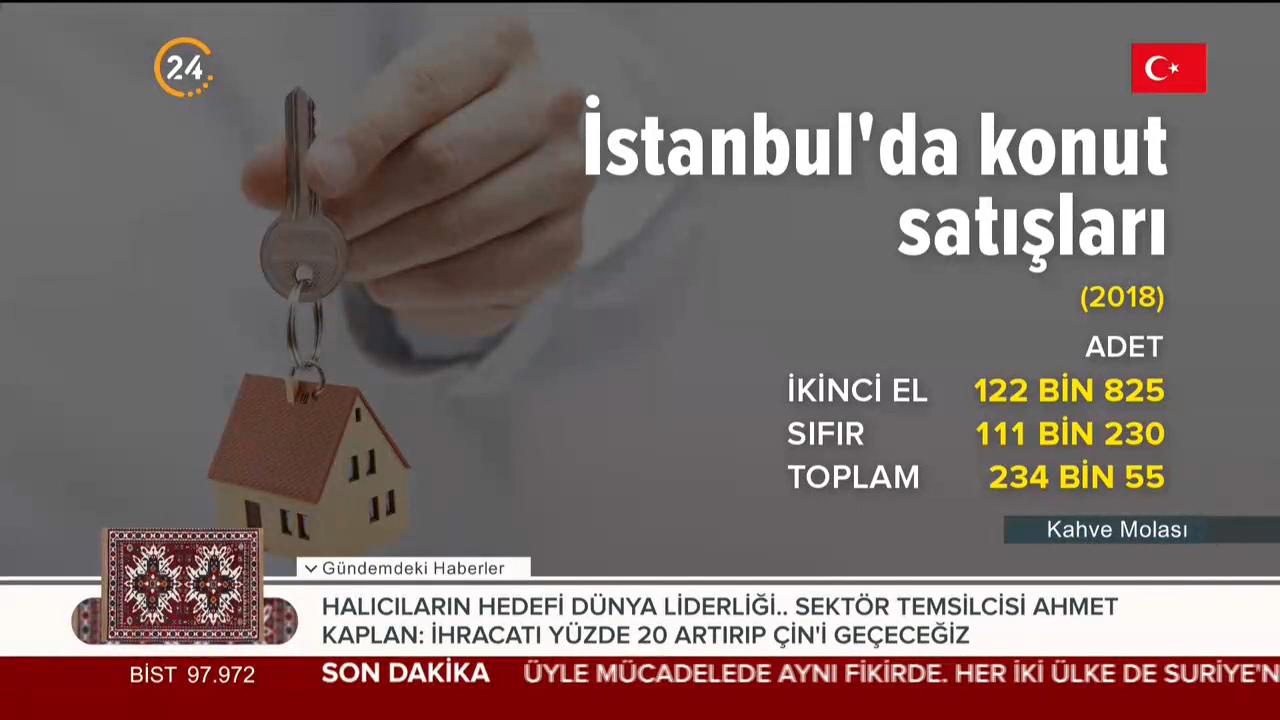 24
İstanbul'da konut
satışları
(2018)
ADET
İKİNCİ EL 122 BİN 825
SIFIR 111 BİN 230
TOPLAM 234 BİN 55
Kahve Molası
Gündemdeki Haberler
HALICILARIN HEDEFİ DÜNYA LİDERLİĞİ.. SEKTÖR TEMSİLCİSİ AHMET
KAPLAN: İHRACATI YÜZDE 20 ARTIRIP ÇİN'İ GEÇECEĞİZ
BİST 97.972 SON DAKİKA ÜYLE MÜCADELEDE AYNI FİKİRDE. HER İKİ ÜLKE DE SURİYE'N